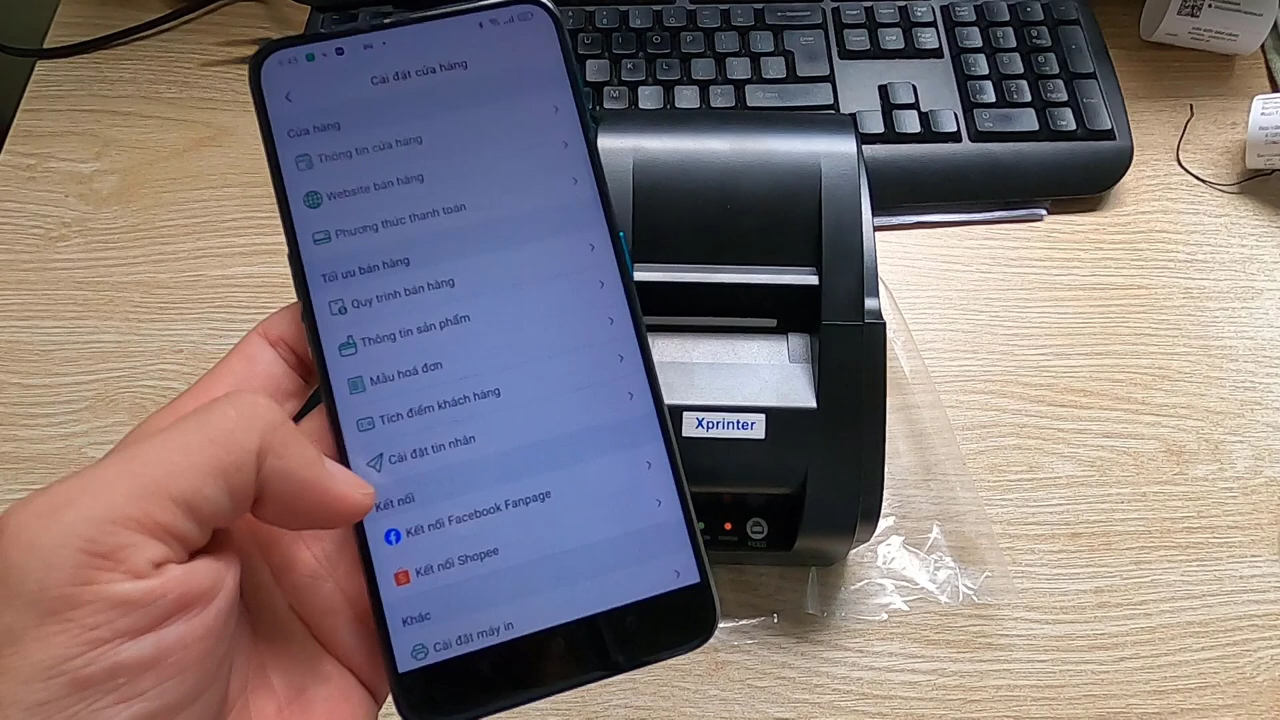 Cài đặt cửa hàng
Cửa hàng
Thông tin cửa hàng
Website bán hàng
Phương thức thanh toán
Tối ưu bán hàng
Quy trình bán hàng
Thông tin sản phẩm
Mẫu hoá đơn
Tích điểm khách hàng
Cài đặt tin nhắn
Kết nối
Kết nối Facebook Fanpage
Kết nối Shopee
Khác
Cài đặt máy in
Xprinter
FEED